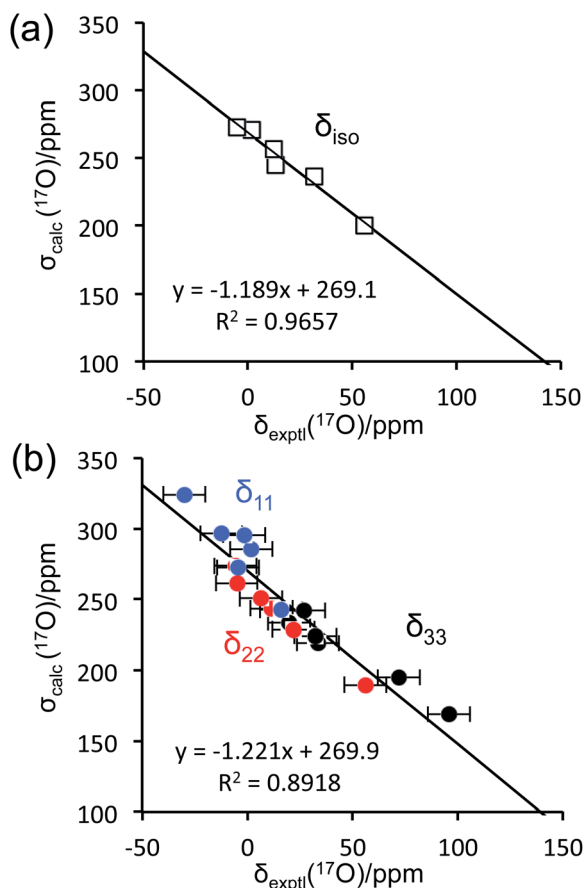 (a)
350
300
250
200
150
100
σcalc(¹⁷O)/ppm
δiso
y = -1.189x + 269.1
R² = 0.9657
-50
0
50
100
150
δexptl(¹⁷O)/ppm
(b)
350
300
250
200
150
100
σcalc(¹⁷O)/ppm
δ₁₁
δ₂₂
δ₃₃
y = -1.221x + 269.9
R² = 0.8918
-50
0
50
100
150
δexptl(¹⁷O)/ppm